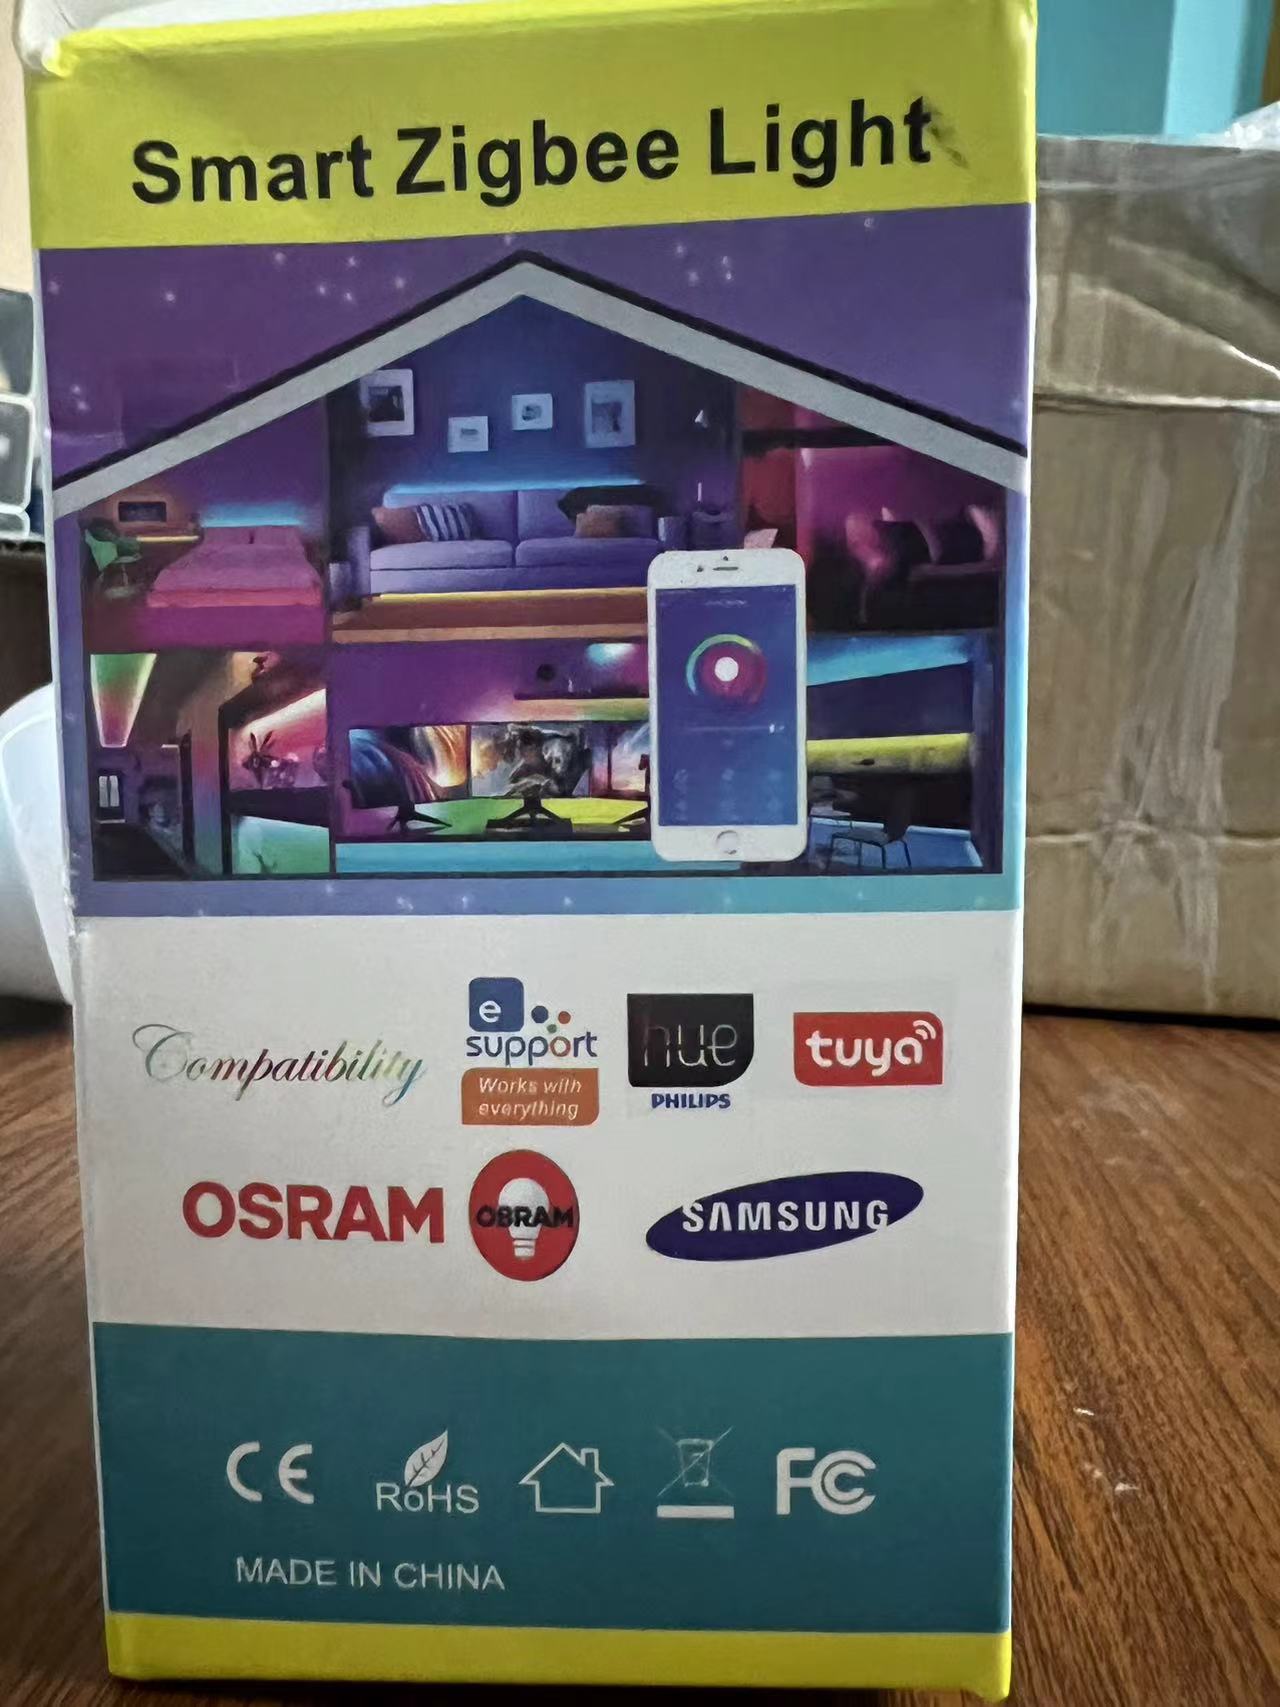 Smart Zigbee Light
Compatibility
e
support
Works with
everything
hue
PHILIPS
tuya
OSRAM
OSRAM
SAMSUNG
CE
RoHS
FC
MADE IN CHINA